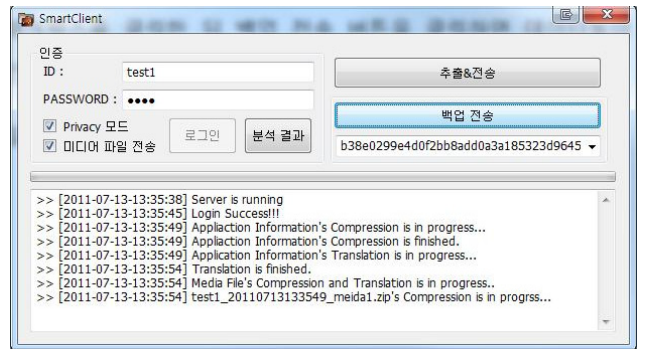 SmartClient
인증
ID :
test1
PASSWORD :
Privacy 모드
미디어 파일 전송
로그인
분석 결과
추출&전송
백업 전송
b38e0299e4d0f2bb8add0a3a185323d9645
>> [2011-07-13-13:35:38] Server is running
>> [2011-07-13-13:35:45] Login Success!!!
>> [2011-07-13-13:35:49] Appliaction Information's Compression is in progress...
>> [2011-07-13-13:35:49] Appliaction Information's Compression is finished.
>> [2011-07-13-13:35:49] Appliaction Information's Translation is in progress...
>> [2011-07-13-13:35:54] Translation is finished.
>> [2011-07-13-13:35:54] Media File's Compression and Translation is in progress..
>> [2011-07-13-13:35:54] test1_20110713133549_meida1.zip's Compression is in progrss...